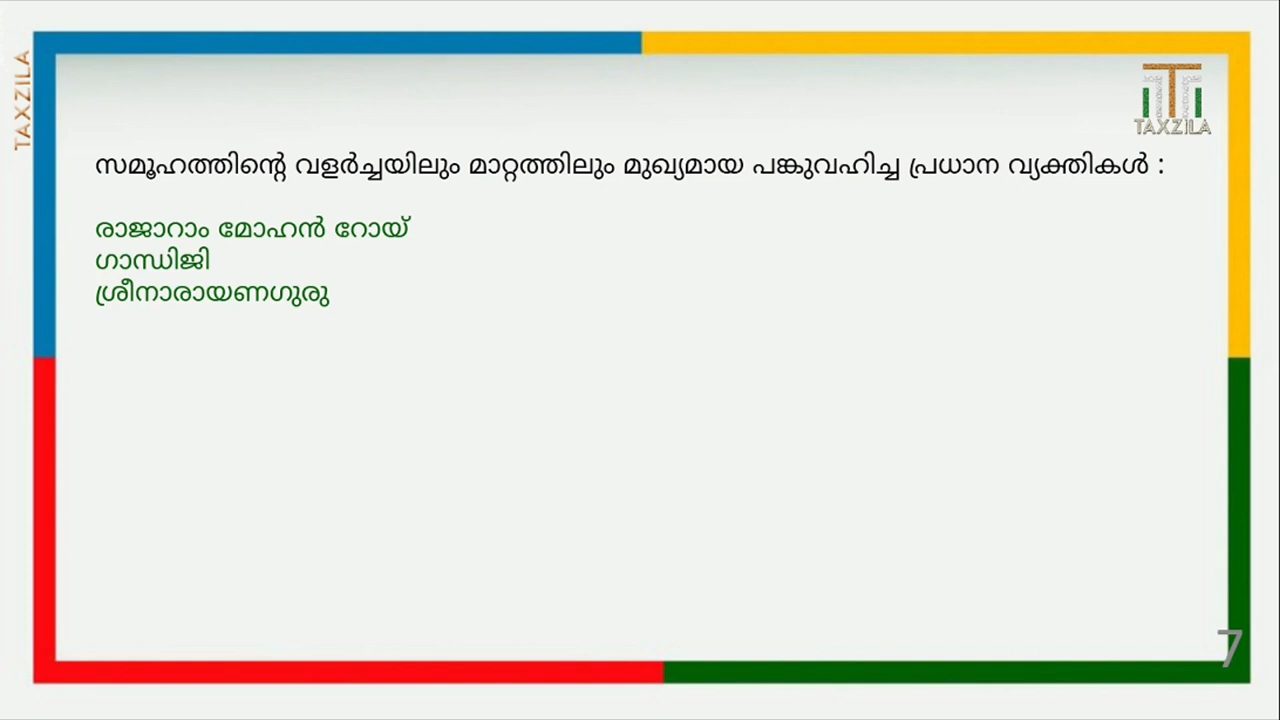 TAXZILA
TAXZILA
സമൂഹത്തിന്റെ വളർച്ചയിലും മാറ്റത്തിലും മുഖ്യമായ പങ്കുവഹിച്ച പ്രധാന വ്യക്തികൾ :
രാജാറാം മോഹൻ റോയ്
ഗാന്ധിജി
ശ്രീനാരായണഗുരു
7